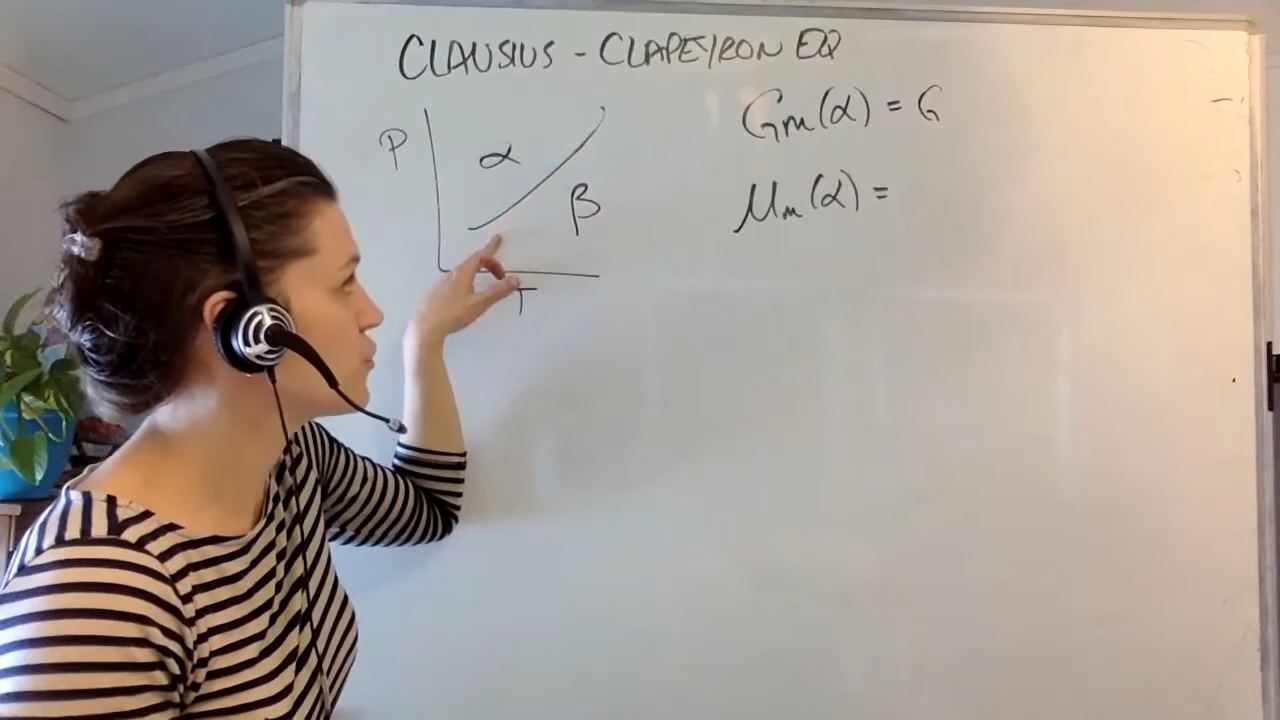 CLAUSIUS - CLAPEYRON EQ
P
α
β
T
Gm(α) = G
μm(α) =